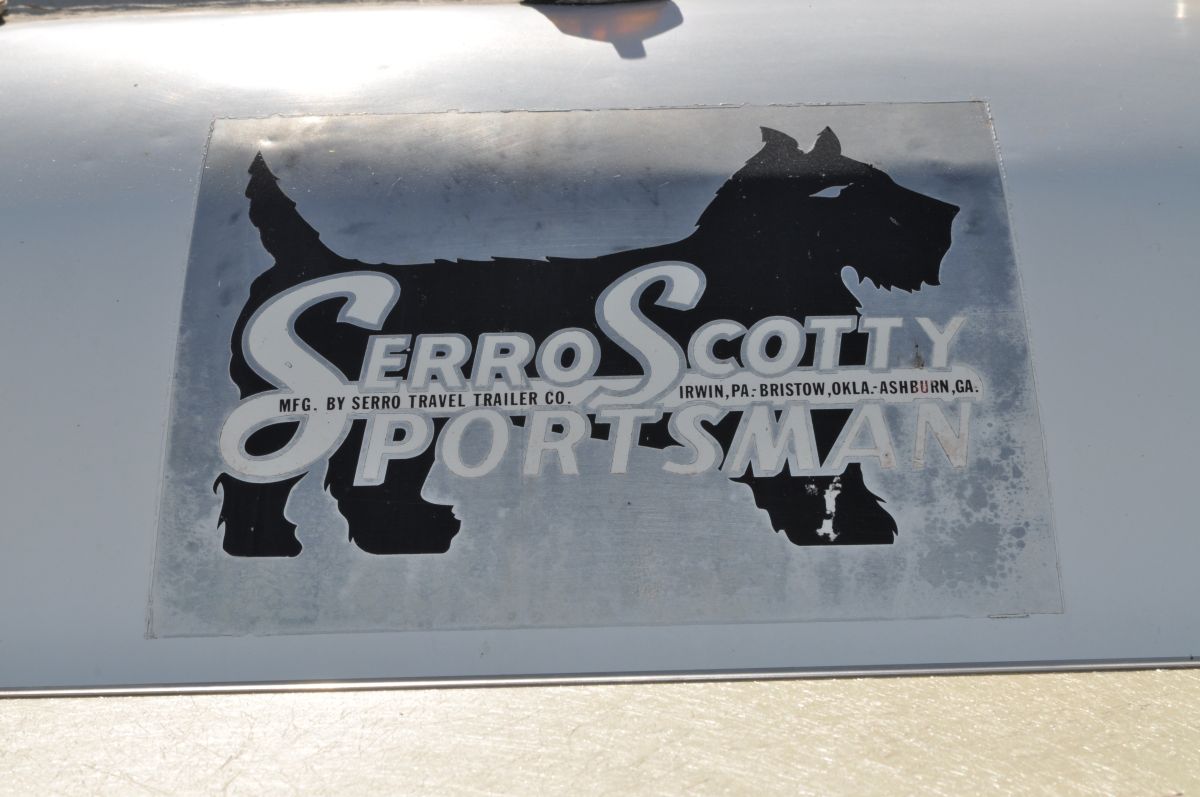 SERRO SCOTTY
MFG. BY SERRO TRAVEL TRAILER CO. IRWIN, PA.-BRISTOW, OKLA.-ASHBURN, GA.
SPORTSMAN